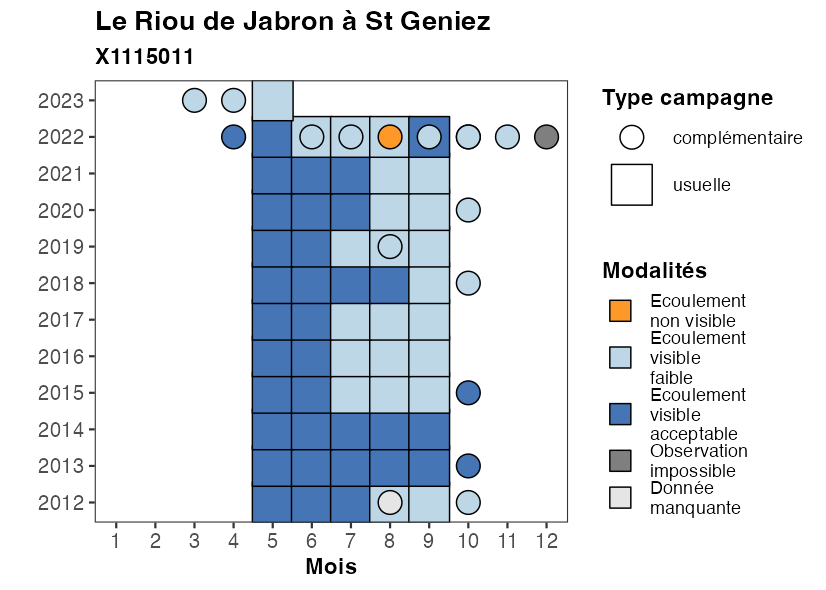 Le Riou de Jabron à St Geniez
X1115011
2023
2022
2021
2020
2019
2018
2017
2016
2015
2014
2013
2012
1 2 3 4 5 6 7 8 9 10 11 12
Mois
Type campagne
complémentaire
usuelle
Modalités
Ecoulement
non visible
Ecoulement
visible
faible
Ecoulement
visible
acceptable
Observation
impossible
Donnée
manquante